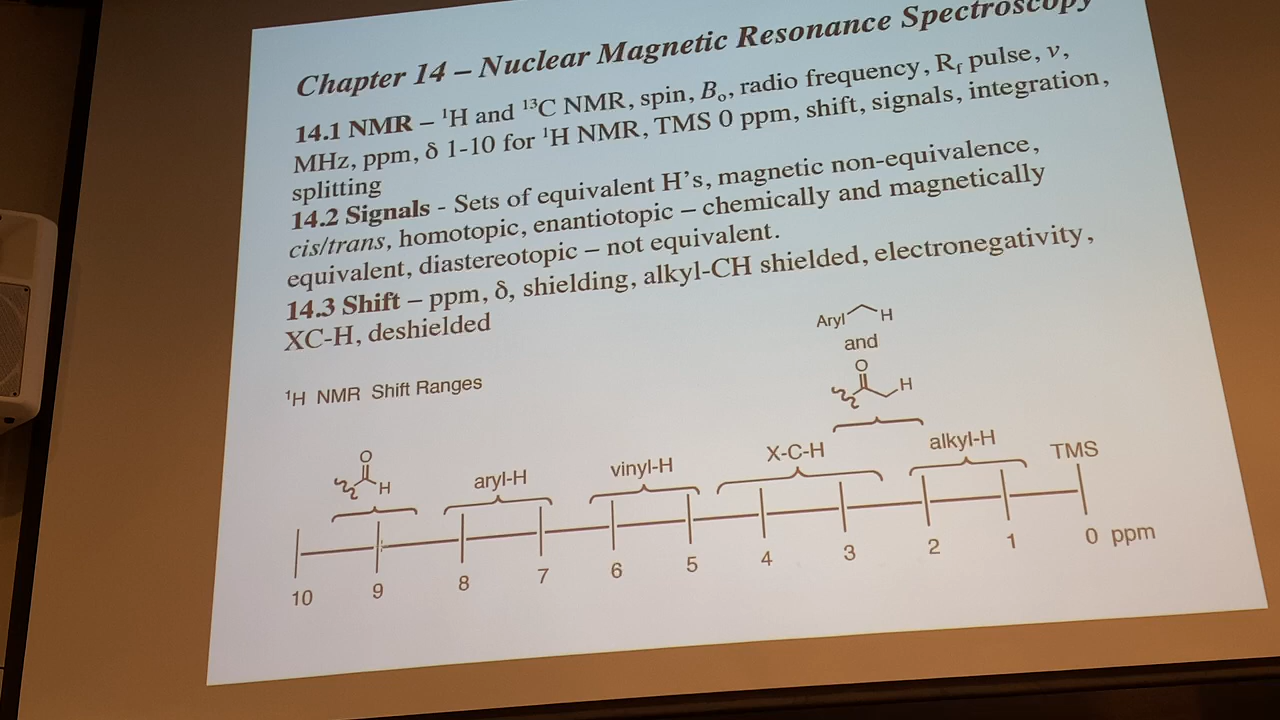 Chapter 14 – Nuclear Magnetic Resonance Spectroscopy
14.1 NMR – ¹H and ¹³C NMR, spin, Bₒ, radio frequency, Rf pulse, ν,
MHz, ppm, δ 1-10 for ¹H NMR, TMS 0 ppm, shift, signals, integration,
splitting
14.2 Signals - Sets of equivalent H's, magnetic non-equivalence,
cis/trans, homotopic, enantiotopic – chemically and magnetically
equivalent, diastereotopic – not equivalent.
14.3 Shift – ppm, δ, shielding, alkyl-CH shielded, electronegativity,
XC-H, deshielded
Aryl H
and
O
H
¹H NMR Shift Ranges
O
H
aryl-H
vinyl-H
X-C-H
alkyl-H
TMS
10 9 8 7 6 5 4 3 2 1 0 ppm